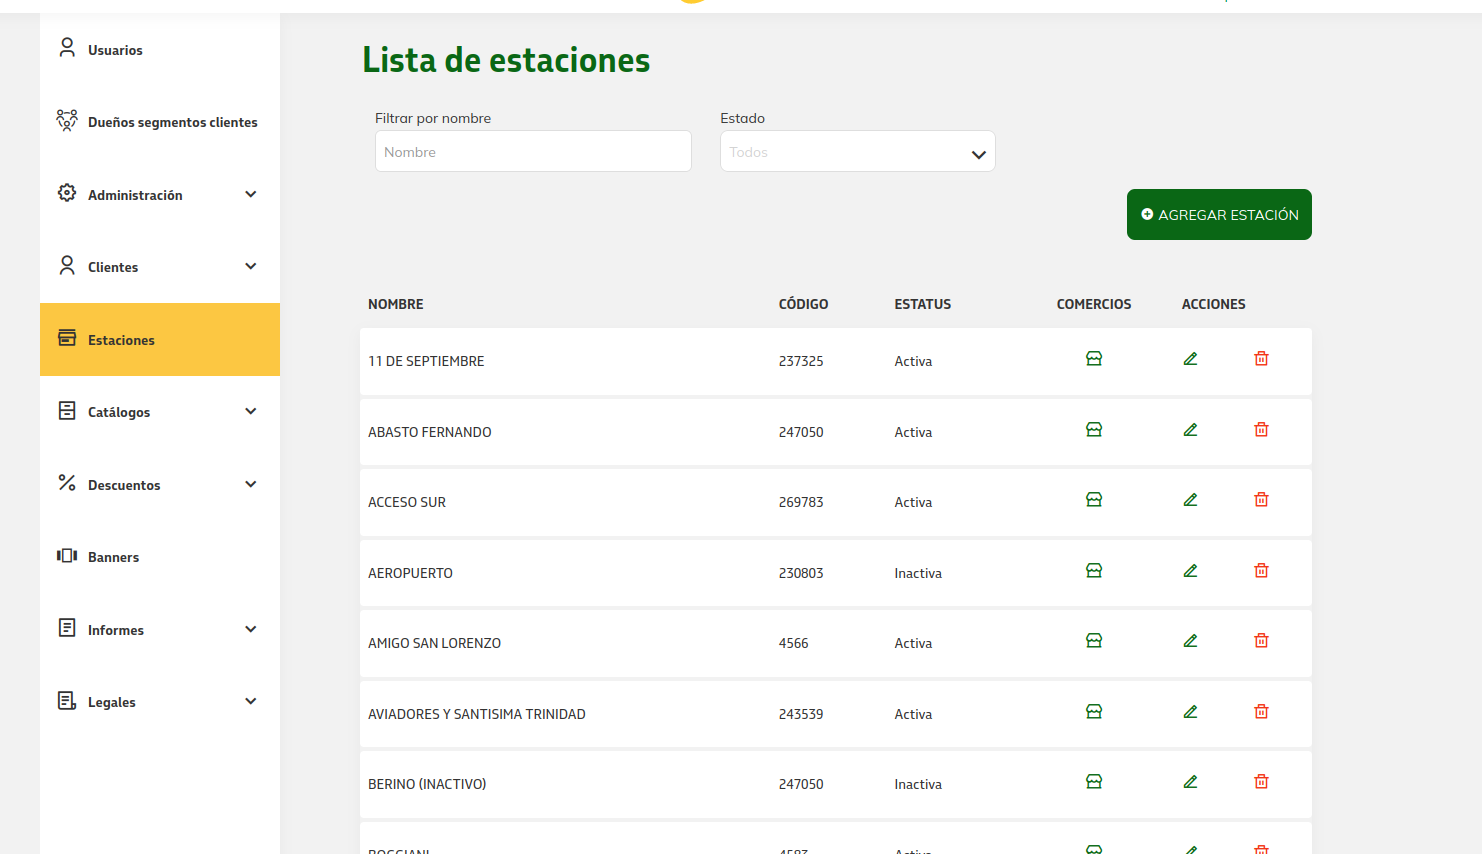 Usuarios
Dueños segmentos clientes
Administración
Clientes
Estaciones
Catálogos
Descuentos
Banners
Informes
Legales
Lista de estaciones
Filtrar por nombre Estado
Nombre Todos
AGREGAR ESTACIÓN
NOMBRE CÓDIGO ESTATUS COMERCIOS ACCIONES
11 DE SEPTIEMBRE 237325 Activa
ABASTO FERNANDO 247050 Activa
ACCESO SUR 269783 Activa
AEROPUERTO 230803 Inactiva
AMIGO SAN LORENZO 4566 Activa
AVIADORES Y SANTISIMA TRINIDAD 243539 Activa
BERINO (INACTIVO) 247050 Inactiva
BOGGIANI 4583 Activa